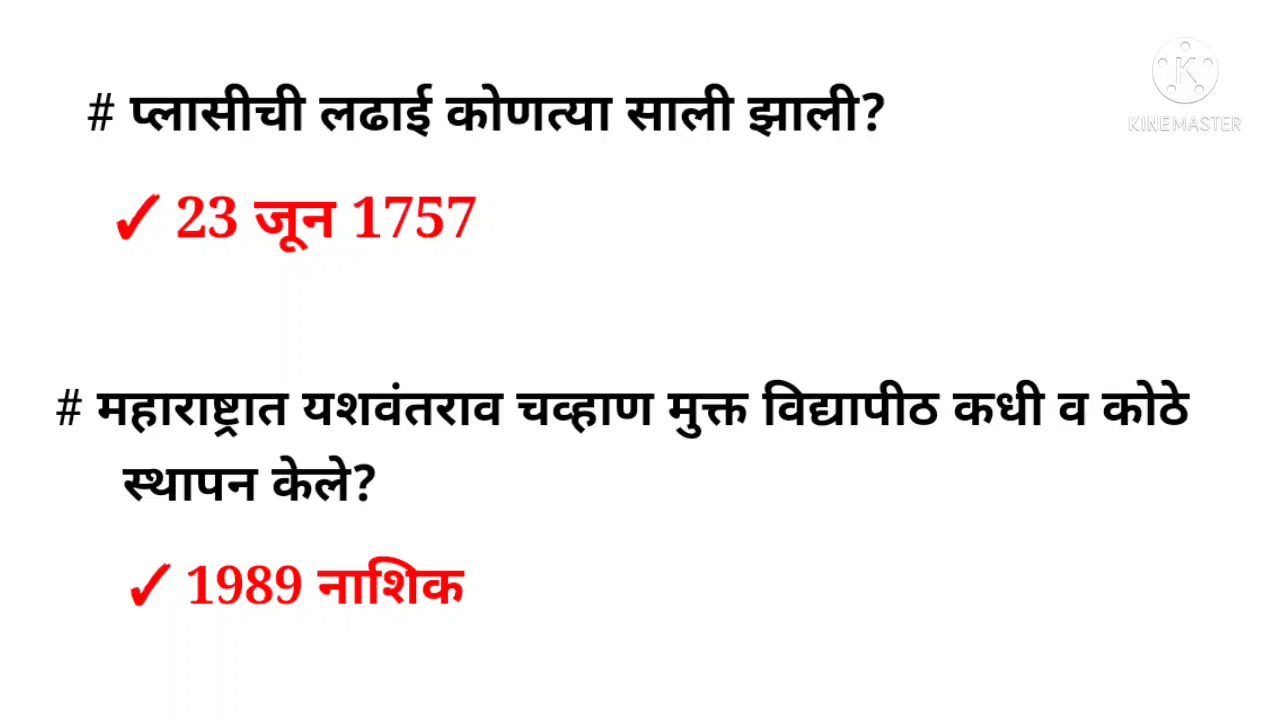 # प्लासीची लढाई कोणत्या साली झाली?
KINEMASTER
✓ 23 जून 1757
# महाराष्ट्रात यशवंतराव चव्हाण मुक्त विद्यापीठ कधी व कोठे
स्थापन केले?
✓ 1989 नाशिक